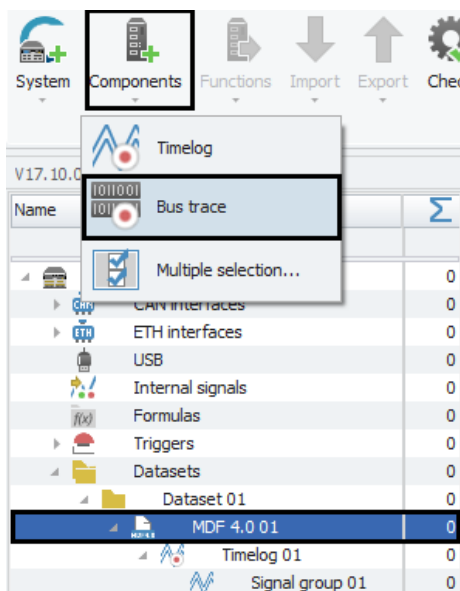 System Components Functions Import Export Chec
Timelog
V17.10.0
1011001
Bus trace
Name Σ
Multiple selection...
0
CAN interfaces 0
ETH interfaces 0
USB 0
Internal signals 0
f(x) Formulas 0
Triggers 0
Datasets 0
Dataset 01 0
MDF 4.0 01 0
Timelog 01 0
Signal group 01 0